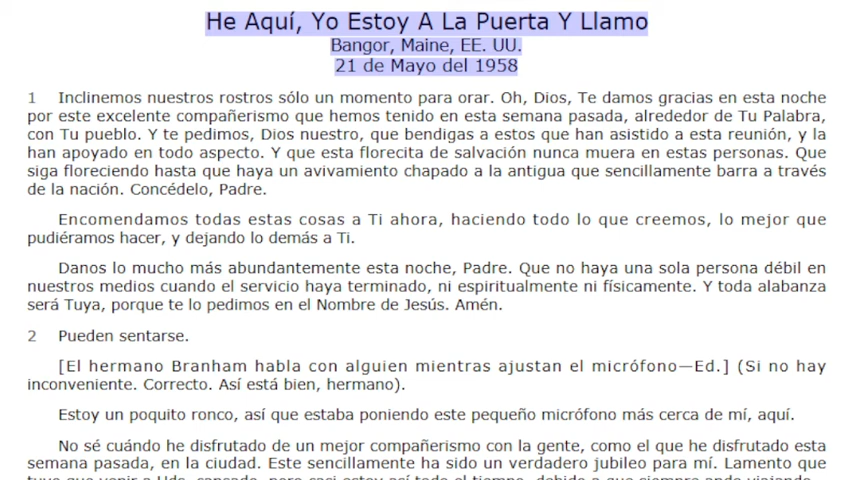 He Aquí, Yo Estoy A La Puerta Y Llamo
Bangor, Maine, EE. UU.
21 de Mayo del 1958
1 Inclinemos nuestros rostros sólo un momento para orar. Oh, Dios, Te damos gracias en esta noche
por este excelente compañerismo que hemos tenido en esta semana pasada, alrededor de Tu Palabra,
con Tu pueblo. Y te pedimos, Dios nuestro, que bendigas a estos que han asistido a esta reunión, y la
han apoyado en todo aspecto. Y que esta florecita de salvación nunca muera en estas personas. Que
siga floreciendo hasta que haya un avivamiento chapado a la antigua que sencillamente barra a través
de la nación. Concédelo, Padre.
Encomendamos todas estas cosas a Ti ahora, haciendo todo lo que creemos, lo mejor que
pudiéramos hacer, y dejando lo demás a Ti.
Danos lo mucho más abundantemente esta noche, Padre. Que no haya una sola persona débil en
nuestros medios cuando el servicio haya terminado, ni espiritualmente ni físicamente. Y toda alabanza
será Tuya, porque te lo pedimos en el Nombre de Jesús. Amén.
2 Pueden sentarse.
[El hermano Branham habla con alguien mientras ajustan el micrófono—Ed.] (Si no hay
inconveniente. Correcto. Así está bien, hermano).
Estoy un poquito ronco, así que estaba poniendo este pequeño micrófono más cerca de mí, aquí.
No sé cuándo he disfrutado de un mejor compañerismo con la gente, como el que he disfrutado esta
semana pasada, en la ciudad. Este sencillamente ha sido un verdadero jubileo para mí. Lamento que